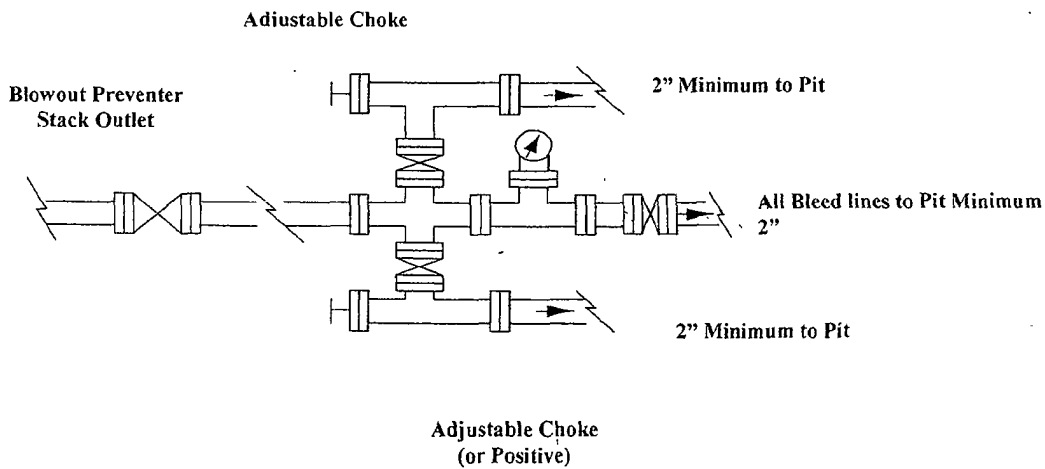 Adjustable Choke
Blowout Preventer
Stack Outlet
2" Minimum to Pit
All Bleed lines to Pit Minimum
2"
2" Minimum to Pit
Adjustable Choke
(or Positive)